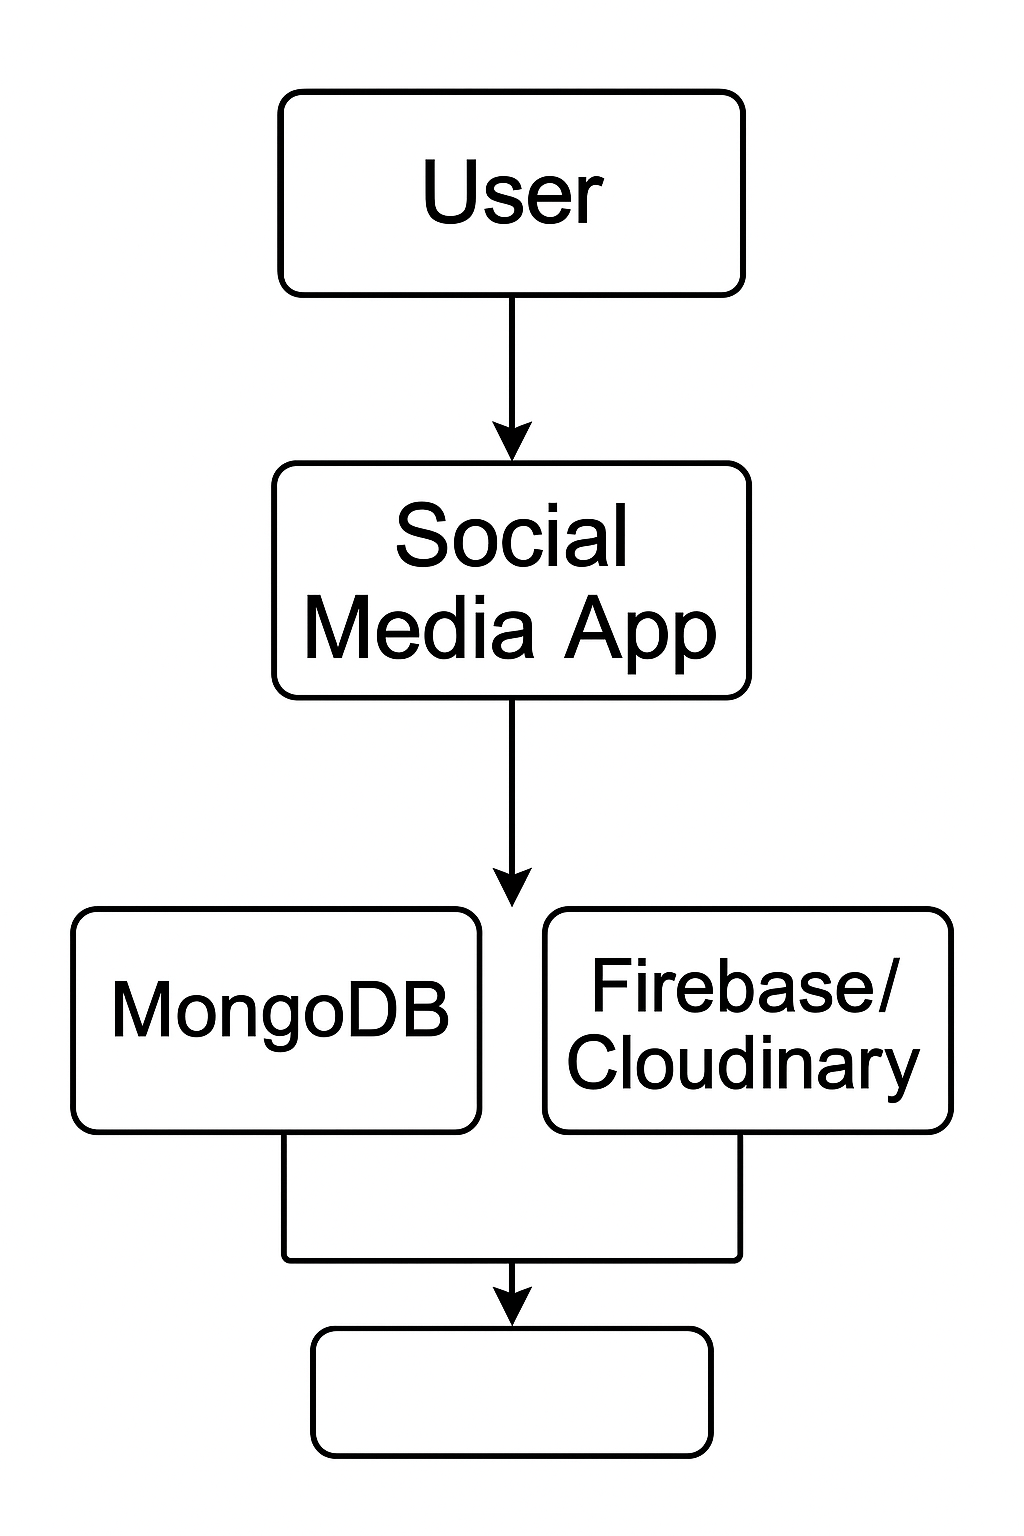 User
Social
Media App
MongoDB
Firebase/
Cloudinary